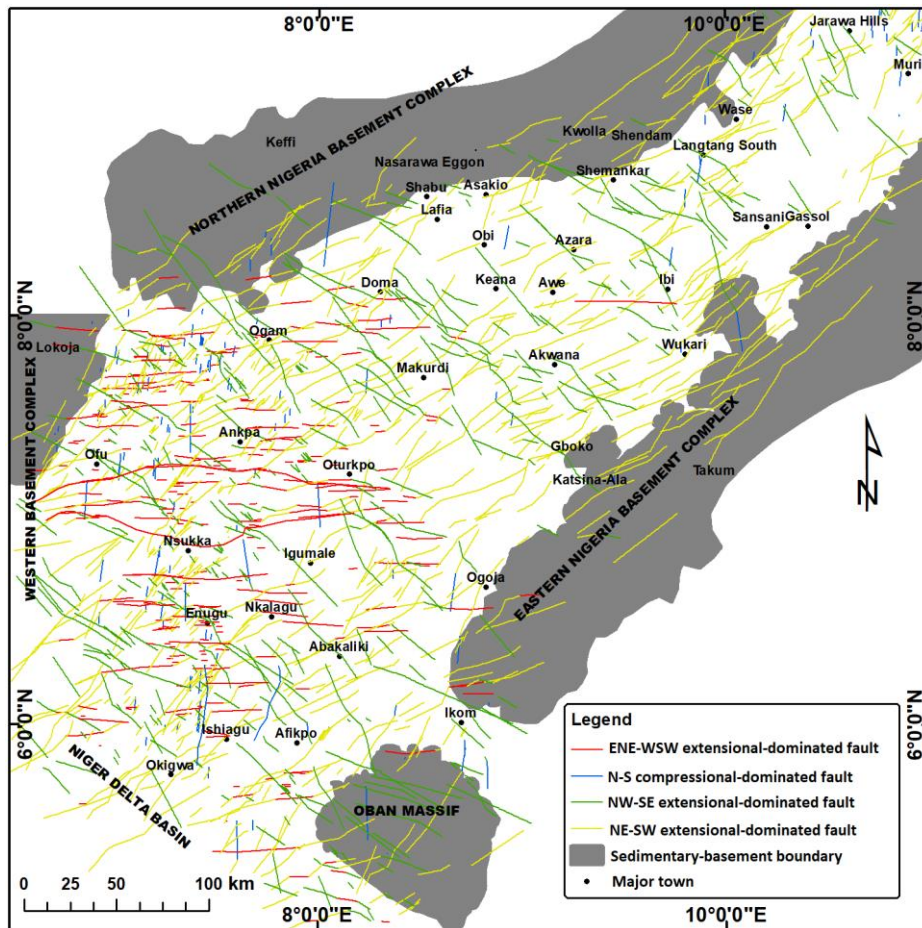 8°0'0"E
10°0'0"E
Jarawa Hills
Muri
Wase
Keffi
Kwolla
Shendam
NORTHERN NIGERIA BASEMENT COMPLEX
Langtang South
Nasarawa Eggon
Shemankar
Shabu
Asakio
Lafia
Sansani
Gassol
Obi
Azara
Doma
Keana
Awe
Ibi
8°0'0"N
8°0'0"N
Ogam
Lokoja
Akwana
Wukari
Makurdi
WESTERN BASEMENT COMPLEX
Ankpa
Gboko
Ofu
Oturkpo
Katsina-Ala
Takum
EASTERN NIGERIA BASEMENT COMPLEX
N
Nsukka
Igumale
Ogoja
Enugu
Nkalagu
Abakaliki
6°0'0"N
6°0'0"N
Ikom
Ishiagu
Afikpo
Okigwa
NIGER DELTA BASIN
OBAN MASSIF
Legend
ENE-WSW extensional-dominated fault
N-S compressional-dominated fault
NW-SE extensional-dominated fault
NE-SW extensional-dominated fault
Sedimentary-basement boundary
Major town
0 25 50 100 km
8°0'0"E
10°0'0"E